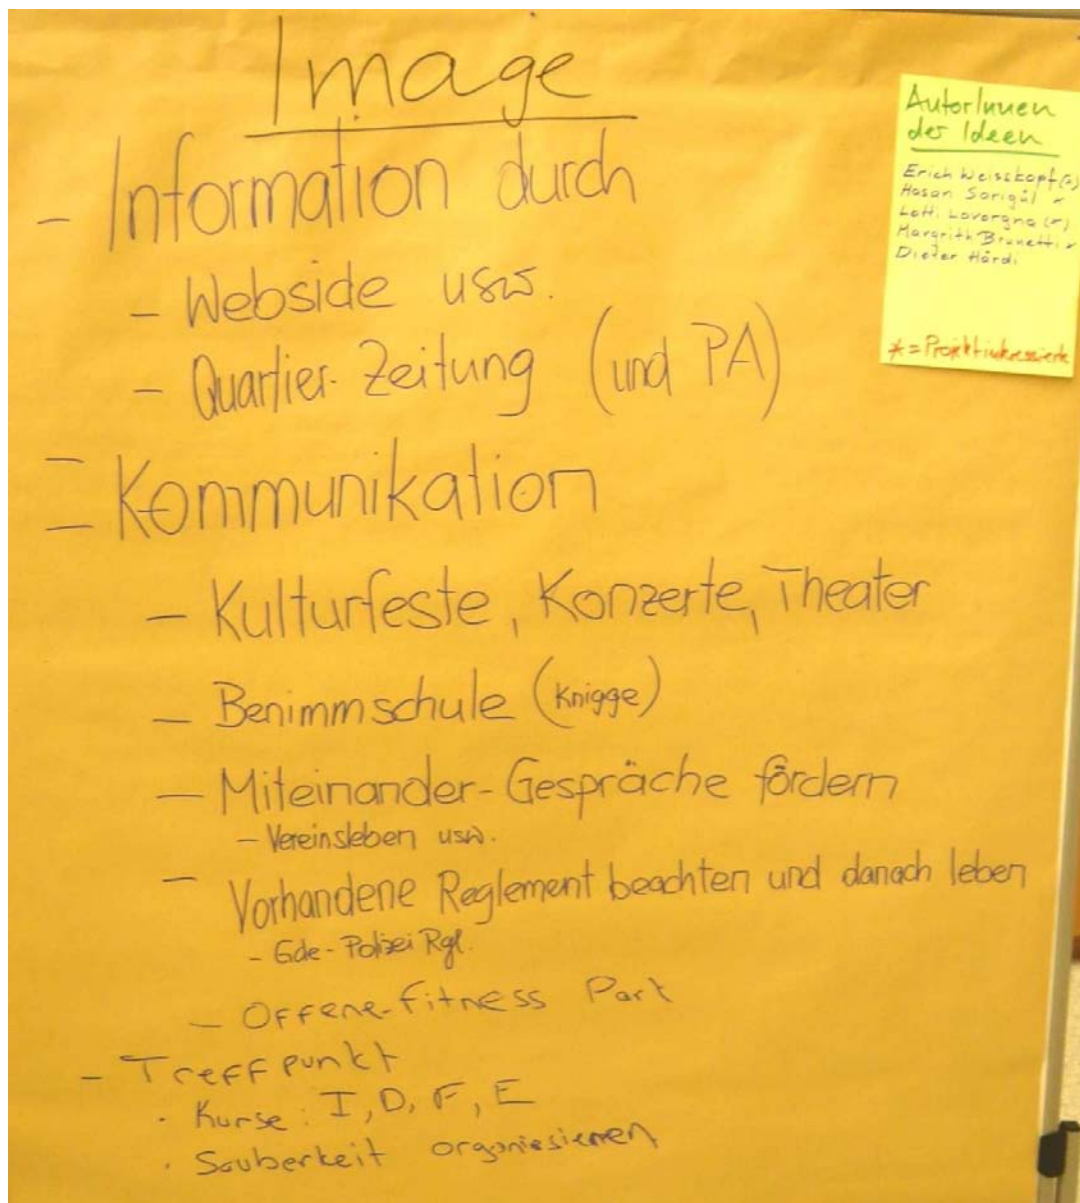 Image
- Information durch
- Webside usw.
- Quartier-Zeitung (und PA)
- Kommunikation
- Kulturfeste, Konzerte, Theater
- Benimmschule (Knigge)
- Miteinander-Gespräche fördern
- Vereinsleben usw.
- Vorhandene Reglement beachten und danach leben
- Gde-Polizei Rgl.
- Offene-Fitness Park
- Treffpunkt
· Kurse: I, D, F, E
· Sauberkeit organiesieren
AutorInnen
der Ideen
Erich Weisskopf (*)
Hasan Sarigül *
Lotti Lavorgna (*)
Margrith Brunetti *
Dieter Härdi
* = Projektinteressierte